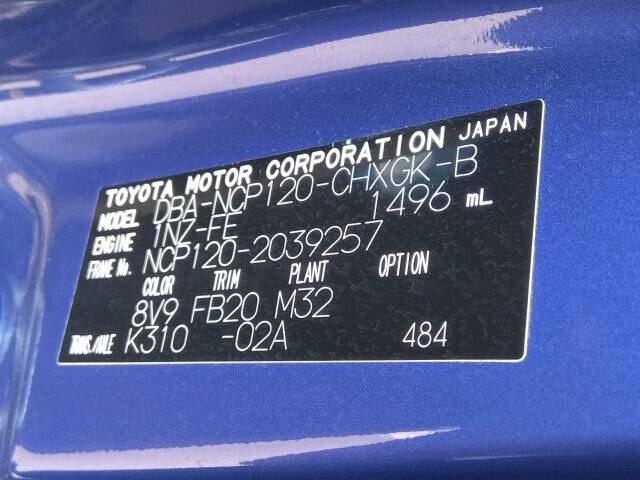 TOYOTA MOTOR CORPORATION JAPAN
MODEL DBA-NCP120-CHXGK-B
ENGINE 1NZ-FE 1496 mL
FRAME No. NCP120-2039257
COLOR TRIM PLANT OPTION
8V9 FB20 M32
TRANS./AXLE K310 -02A 484